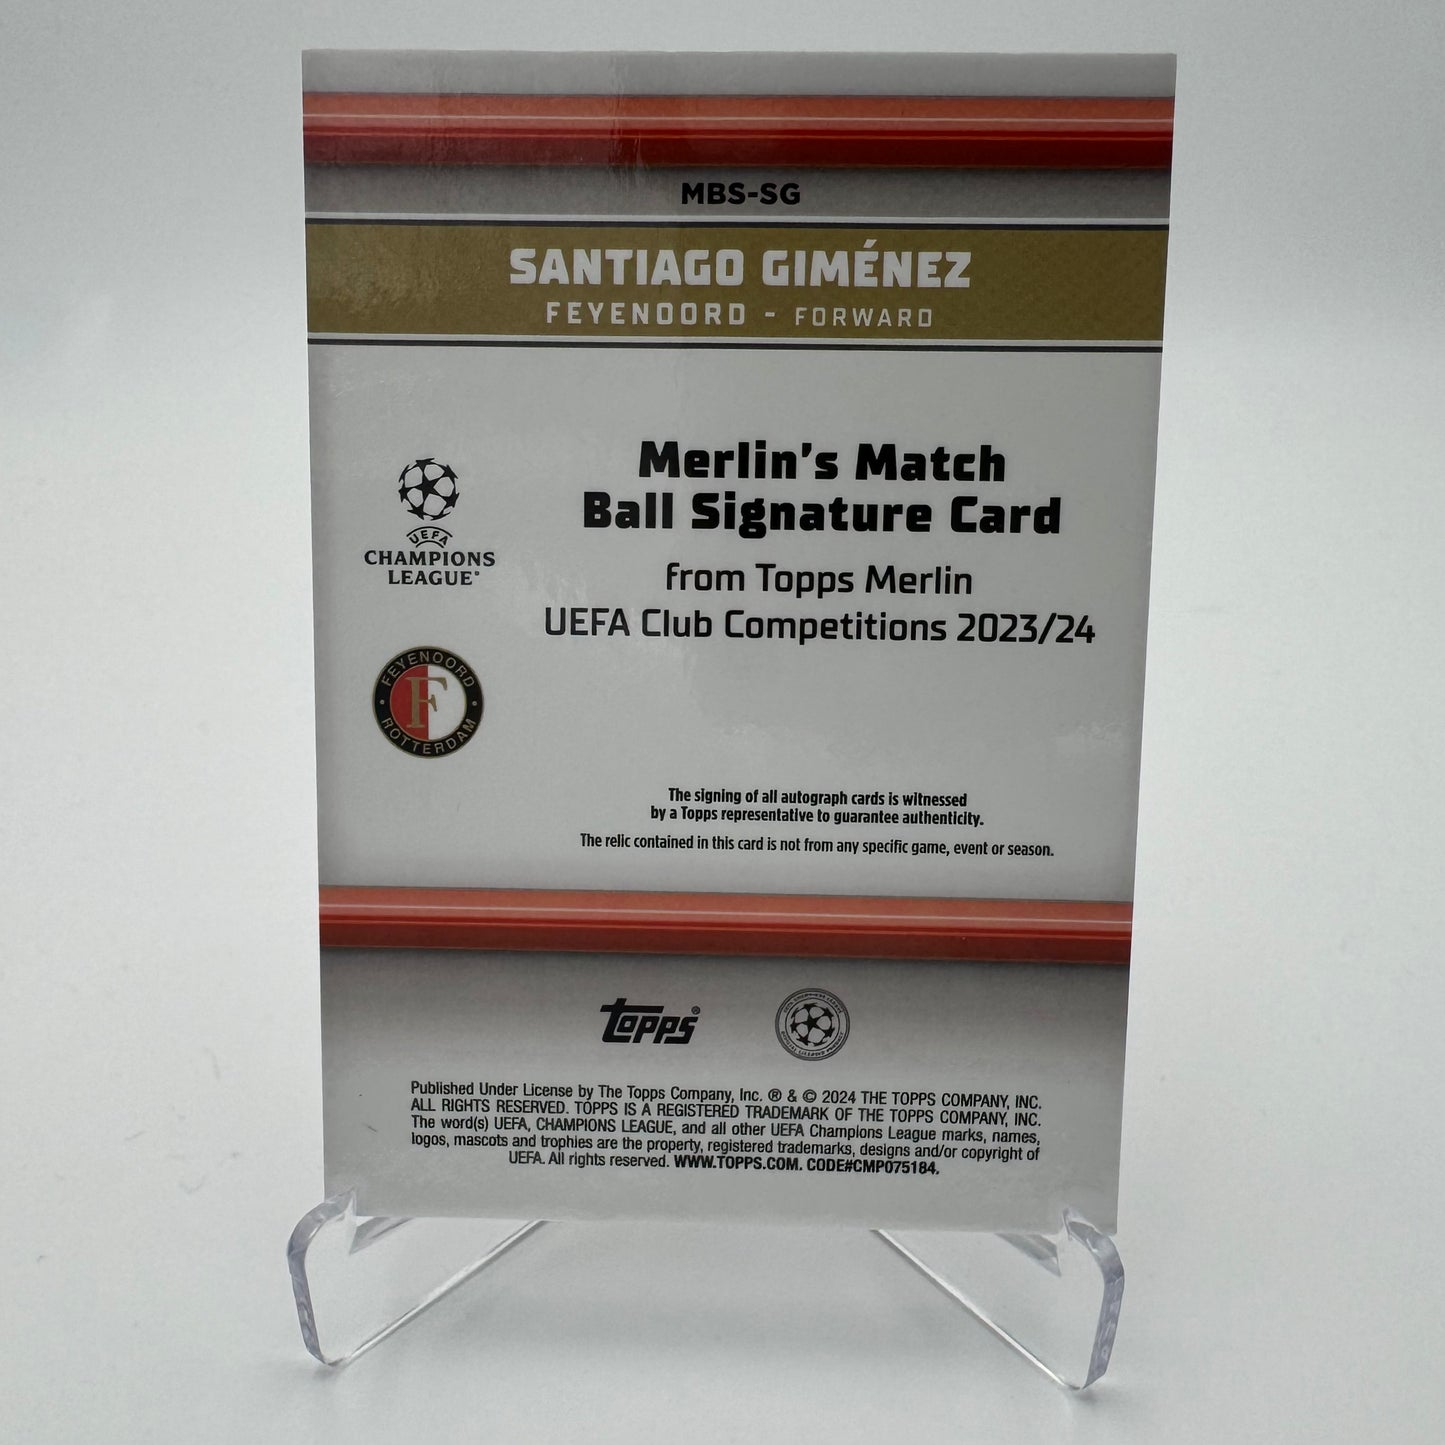 MBS-SG
SANTIAGO GIMÉNEZ
FEYENOORD - FORWARD
Merlin's Match
Ball Signature Card
from Topps Merlin
UEFA Club Competitions 2023/24
UEFA
CHAMPIONS
LEAGUE®
FEYENOORD
F
ROTTERDAM
The signing of all autograph cards is witnessed
by a Topps representative to guarantee authenticity.
The relic contained in this card is not from any specific game, event or season.
Topps®
Published Under License by The Topps Company, Inc. ® & © 2024 THE TOPPS COMPANY, INC.
ALL RIGHTS RESERVED. TOPPS IS A REGISTERED TRADEMARK OF THE TOPPS COMPANY, INC.
The word(s) UEFA, CHAMPIONS LEAGUE, and all other UEFA Champions League marks, names,
logos, mascots and trophies are the property, registered trademarks, designs and/or copyright of
UEFA. All rights reserved. WWW.TOPPS.COM. CODE#CMP075184.